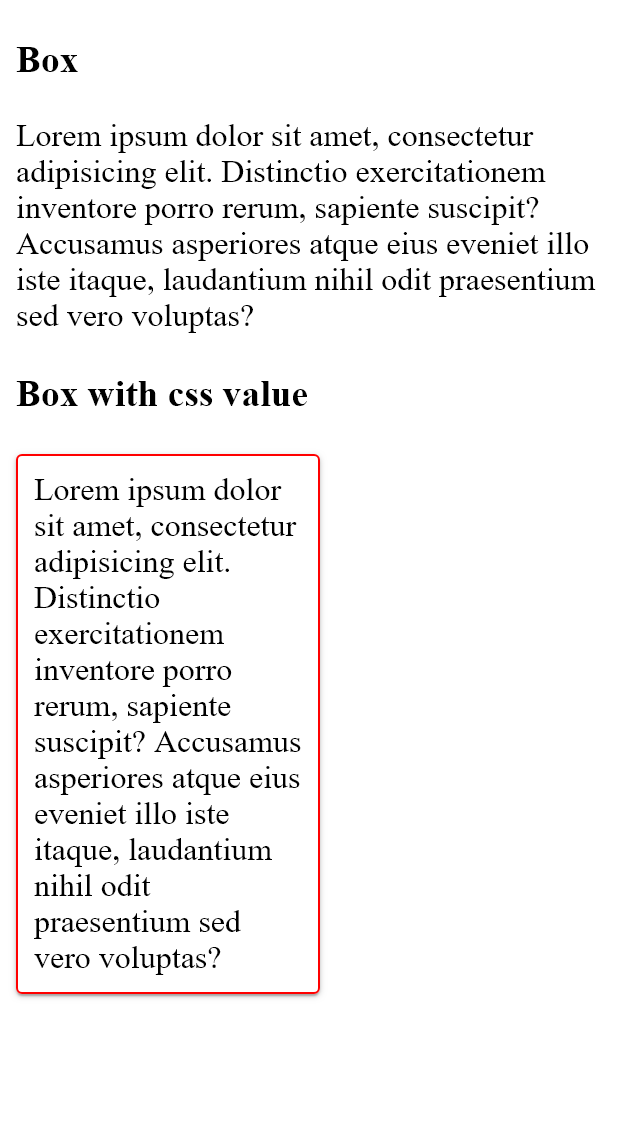 Box
Lorem ipsum dolor sit amet, consectetur
adipisicing elit. Distinctio exercitationem
inventore porro rerum, sapiente suscipit?
Accusamus asperiores atque eius eveniet illo
iste itaque, laudantium nihil odit praesentium
sed vero voluptas?
Box with css value
Lorem ipsum dolor
sit amet, consectetur
adipisicing elit.
Distinctio
exercitationem
inventore porro
rerum, sapiente
suscipit? Accusamus
asperiores atque eius
eveniet illo iste
itaque, laudantium
nihil odit
praesentium sed
vero voluptas?